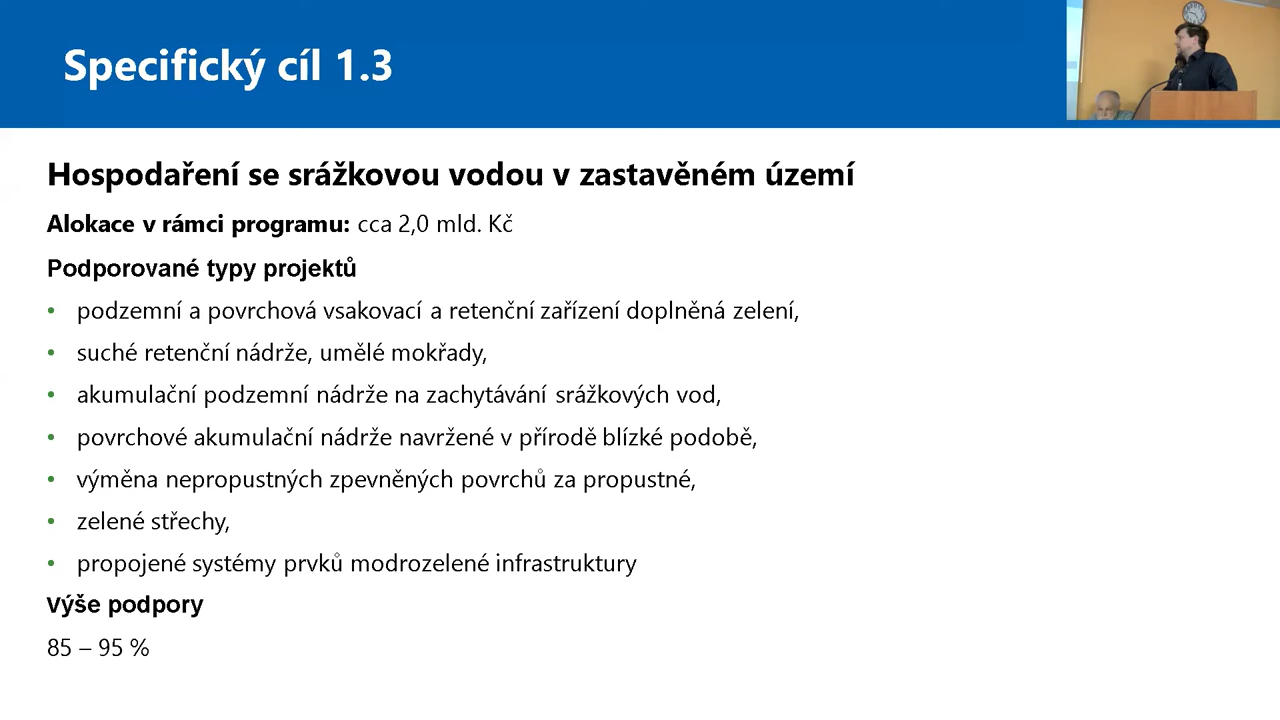 Specifický cíl 1.3
Hospodaření se srážkovou vodou v zastavěném území
Alokace v rámci programu: cca 2,0 mld. Kč
Podporované typy projektů
• podzemní a povrchová vsakovací a retenční zařízení doplněná zelení,
• suché retenční nádrže, umělé mokřady,
• akumulační podzemní nádrže na zachytávání srážkových vod,
• povrchové akumulační nádrže navržené v přírodě blízké podobě,
• výměna nepropustných zpevněných povrchů za propustné,
• zelené střechy,
• propojené systémy prvků modrozelené infrastruktury
Výše podpory
85 – 95 %